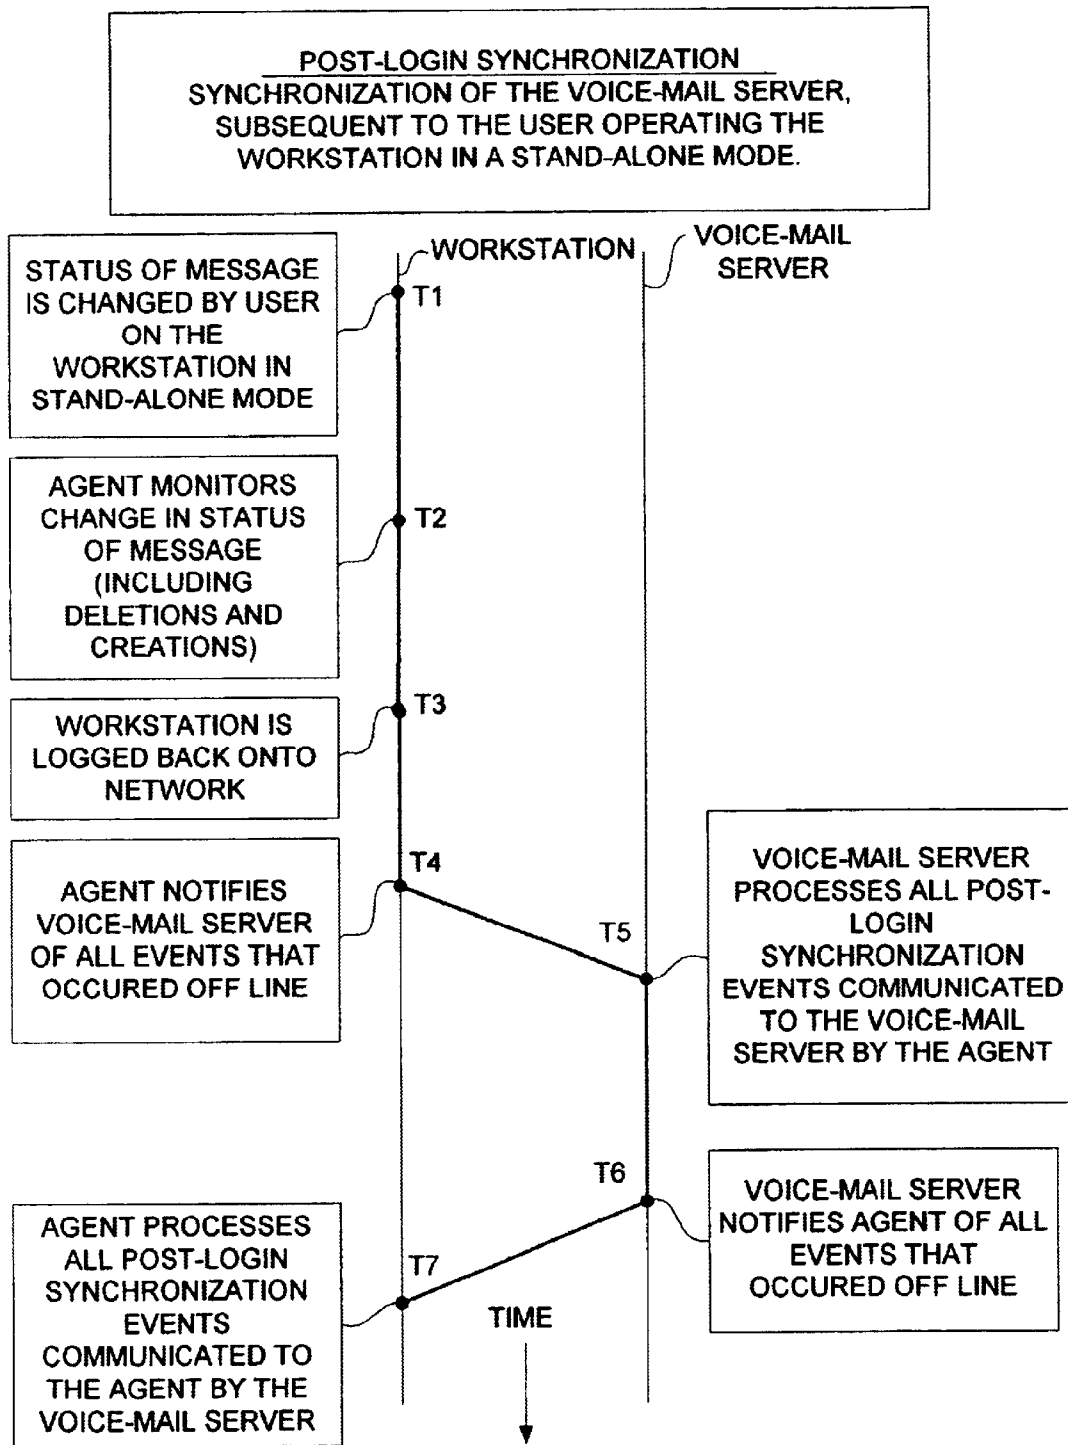 POST-LOGIN SYNCHRONIZATION
SYNCHRONIZATION OF THE VOICE-MAIL SERVER,
SUBSEQUENT TO THE USER OPERATING THE
WORKSTATION IN A STAND-ALONE MODE.
WORKSTATION
VOICE-MAIL
SERVER
STATUS OF MESSAGE
IS CHANGED BY USER
ON THE
WORKSTATION IN
STAND-ALONE MODE
T1
AGENT MONITORS
CHANGE IN STATUS
OF MESSAGE
(INCLUDING
DELETIONS AND
CREATIONS)
T2
WORKSTATION IS
LOGGED BACK ONTO
NETWORK
T3
AGENT NOTIFIES
VOICE-MAIL SERVER
OF ALL EVENTS THAT
OCCURED OFF LINE
T4
T5
VOICE-MAIL SERVER
PROCESSES ALL POST-
LOGIN
SYNCHRONIZATION
EVENTS COMMUNICATED
TO THE VOICE-MAIL
SERVER BY THE AGENT
T6
VOICE-MAIL SERVER
NOTIFIES AGENT OF ALL
EVENTS THAT
OCCURED OFF LINE
AGENT PROCESSES
ALL POST-LOGIN
SYNCHRONIZATION
EVENTS
COMMUNICATED TO
THE AGENT BY THE
VOICE-MAIL SERVER
T7
TIME